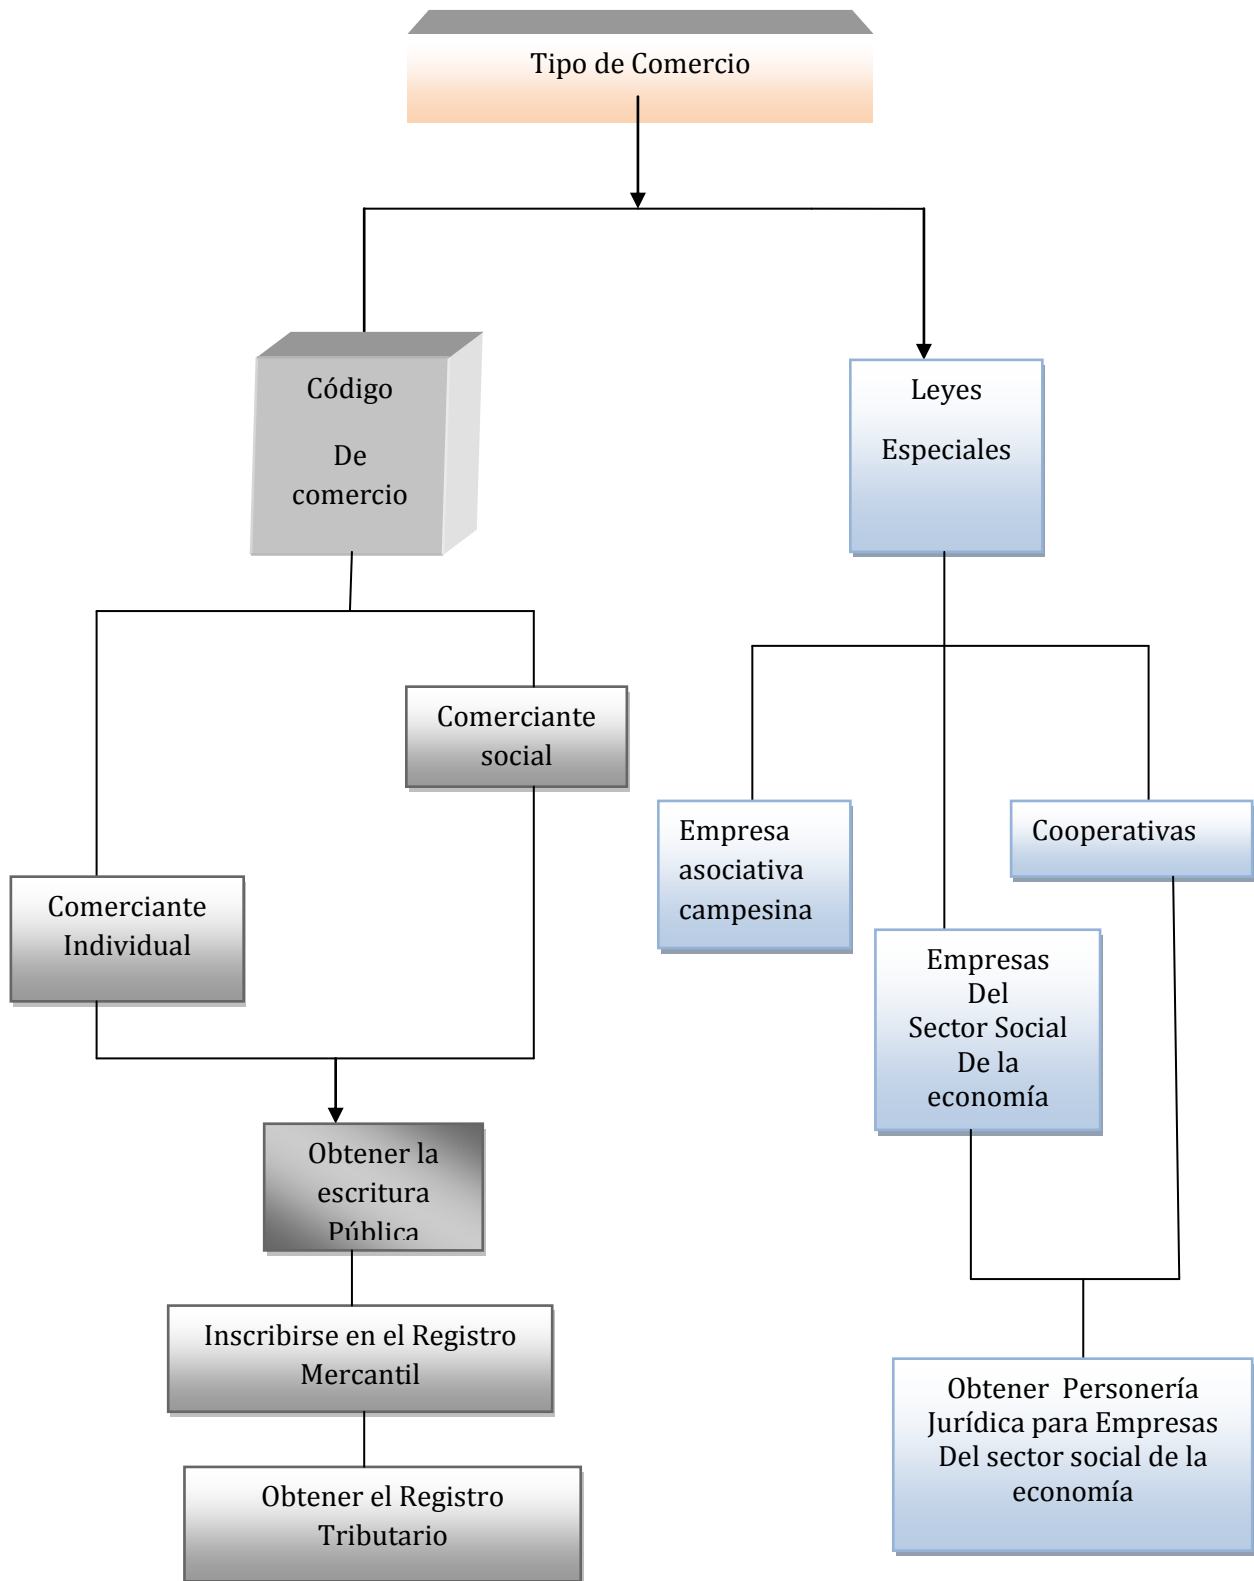 Tipo de Comercio
Código
De
comercio
Leyes
Especiales
Comerciante
social
Comerciante
Individual
Empresa
asociativa
campesina
Cooperativas
Empresas
Del
Sector Social
De la
economía
Obtener la
escritura
Pública
Inscribirse en el Registro
Mercantil
Obtener el Registro
Tributario
Obtener Personería
Jurídica para Empresas
Del sector social de la
economía